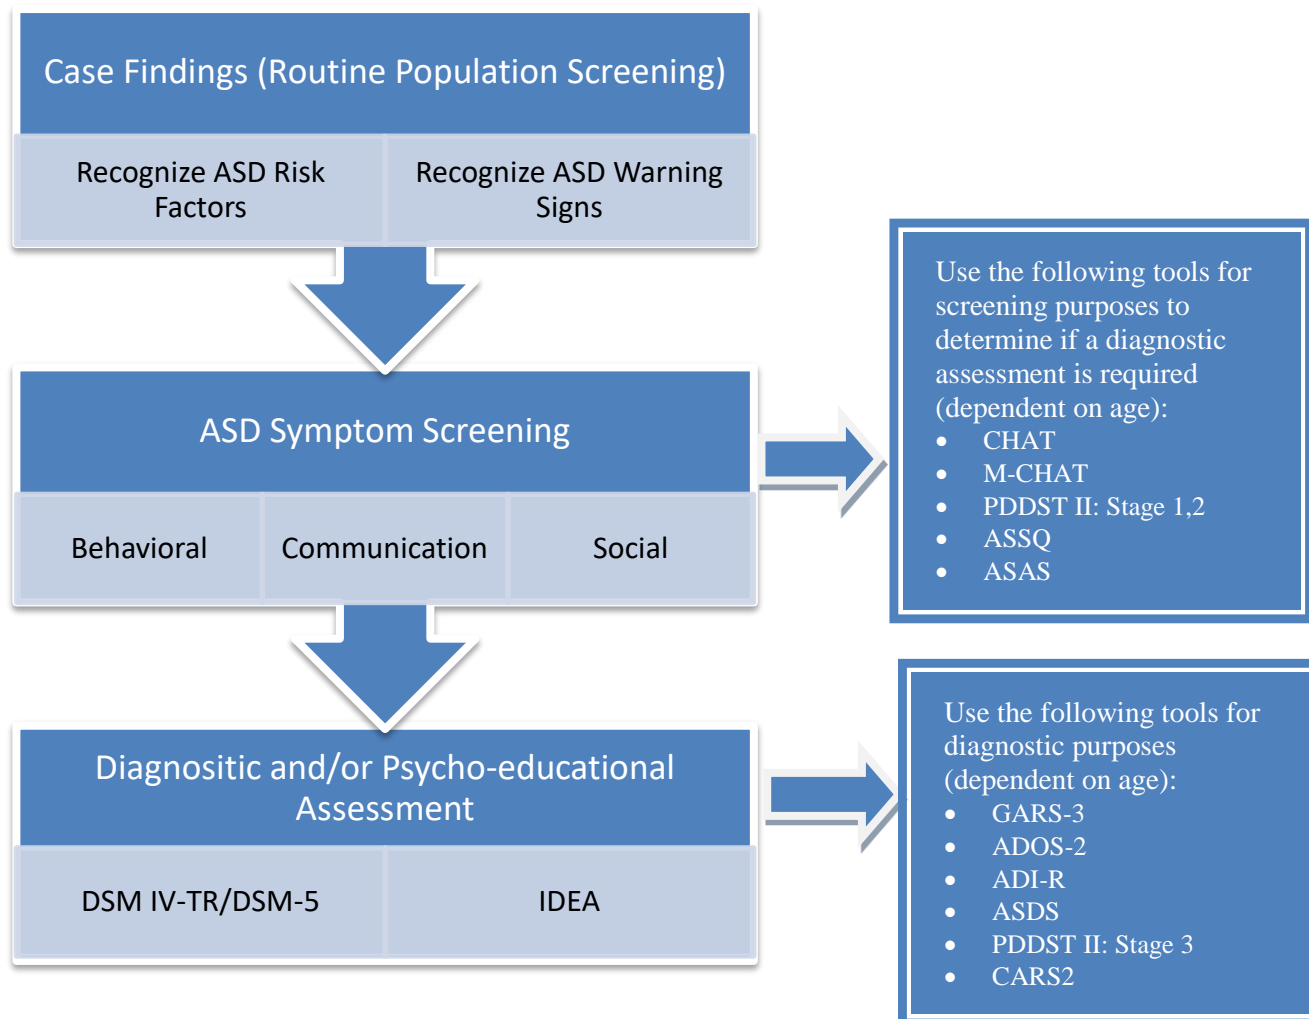 Case Findings (Routine Population Screening)
Recognize ASD Risk
Factors
Recognize ASD Warning
Signs
ASD Symptom Screening
Behavioral
Communication
Social
Use the following tools for
screening purposes to
determine if a diagnostic
assessment is required
(dependent on age):
• CHAT
• M-CHAT
• PDDST II: Stage 1,2
• ASSQ
• ASAS
Diagnositic and/or Psycho-educational
Assessment
DSM IV-TR/DSM-5
IDEA
Use the following tools for
diagnostic purposes
(dependent on age):
• GARS-3
• ADOS-2
• ADI-R
• ASDS
• PDDST II: Stage 3
• CARS2